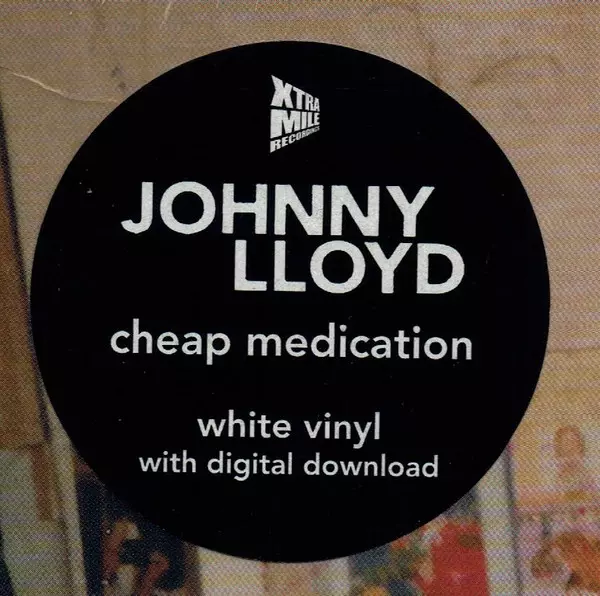 XTRA
MILE
RECORDINGS
JOHNNY
LLOYD
cheap medication
white vinyl
with digital download